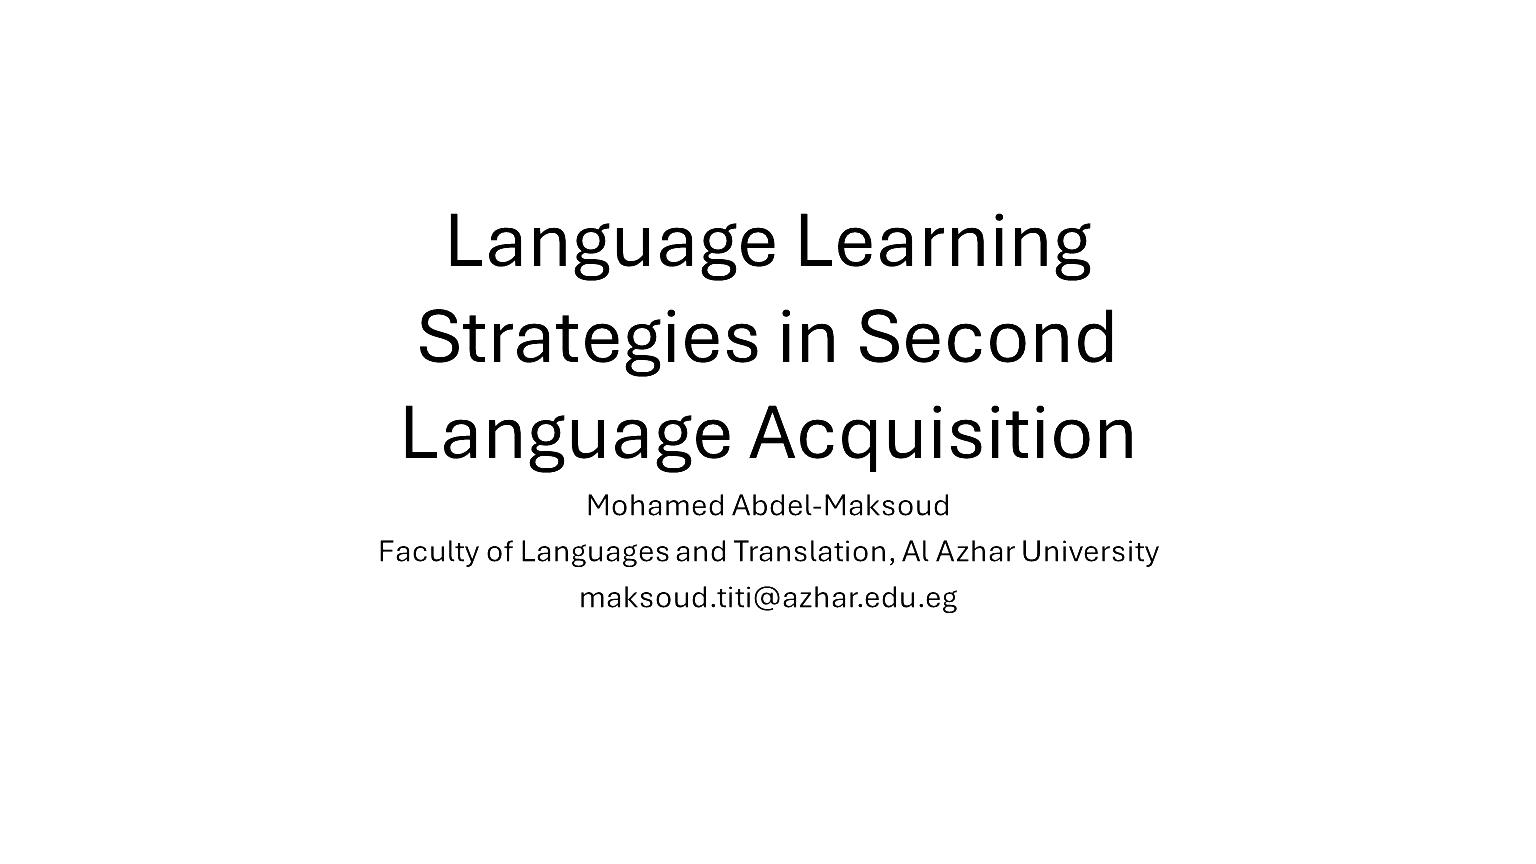 Language Learning
Strategies in Second
Language Acquisition
Mohamed Abdel-Maksoud
Faculty of Languages and Translation, Al Azhar University
maksoud.titi@azhar.edu.eg